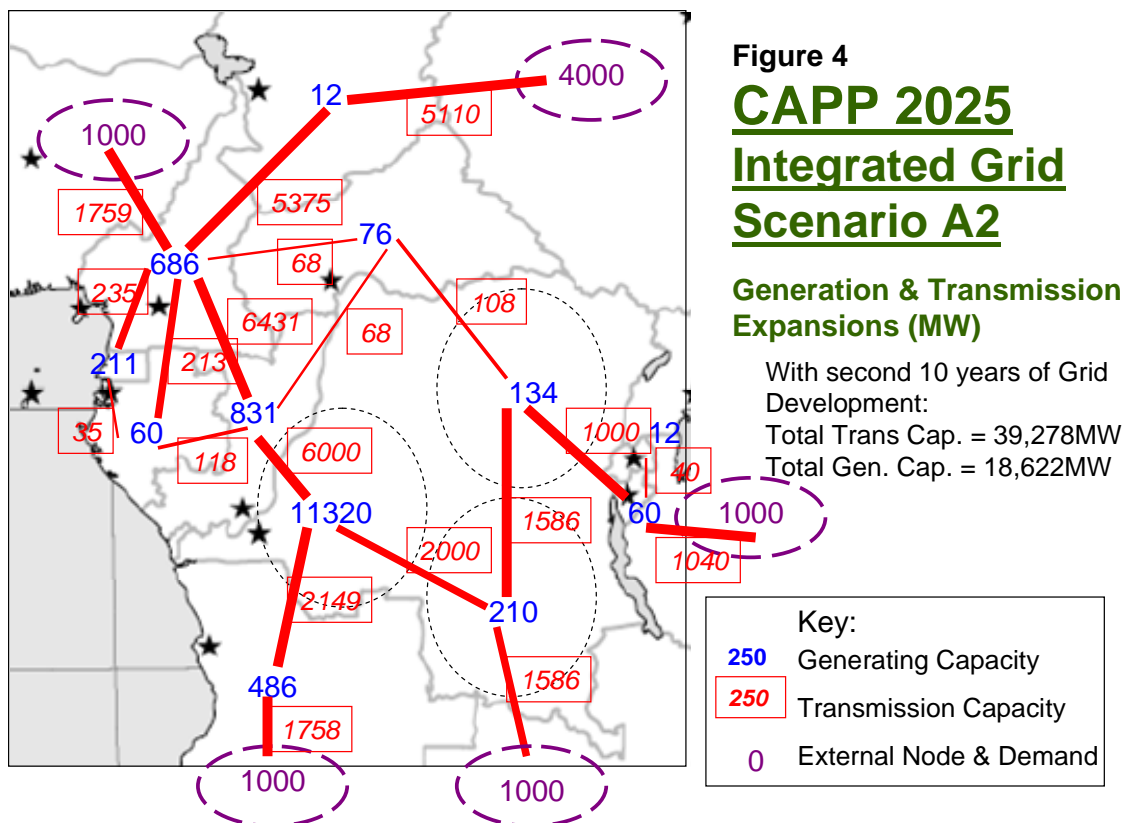 Figure 4
CAPP 2025
Integrated Grid
Scenario A2
Generation & Transmission
Expansions (MW)
With second 10 years of Grid
Development:
Total Trans Cap. = 39,278MW
Total Gen. Cap. = 18,622MW
4000
12
5110
1000
1759
5375
76
686
68
235
108
6431
68
211
213
134
831
60
35
1000
12
118
6000
40
11320
60
1000
1586
2000
1040
2149
210
486
1586
1758
1000
1000
Key:
250 Generating Capacity
250 Transmission Capacity
0 External Node & Demand